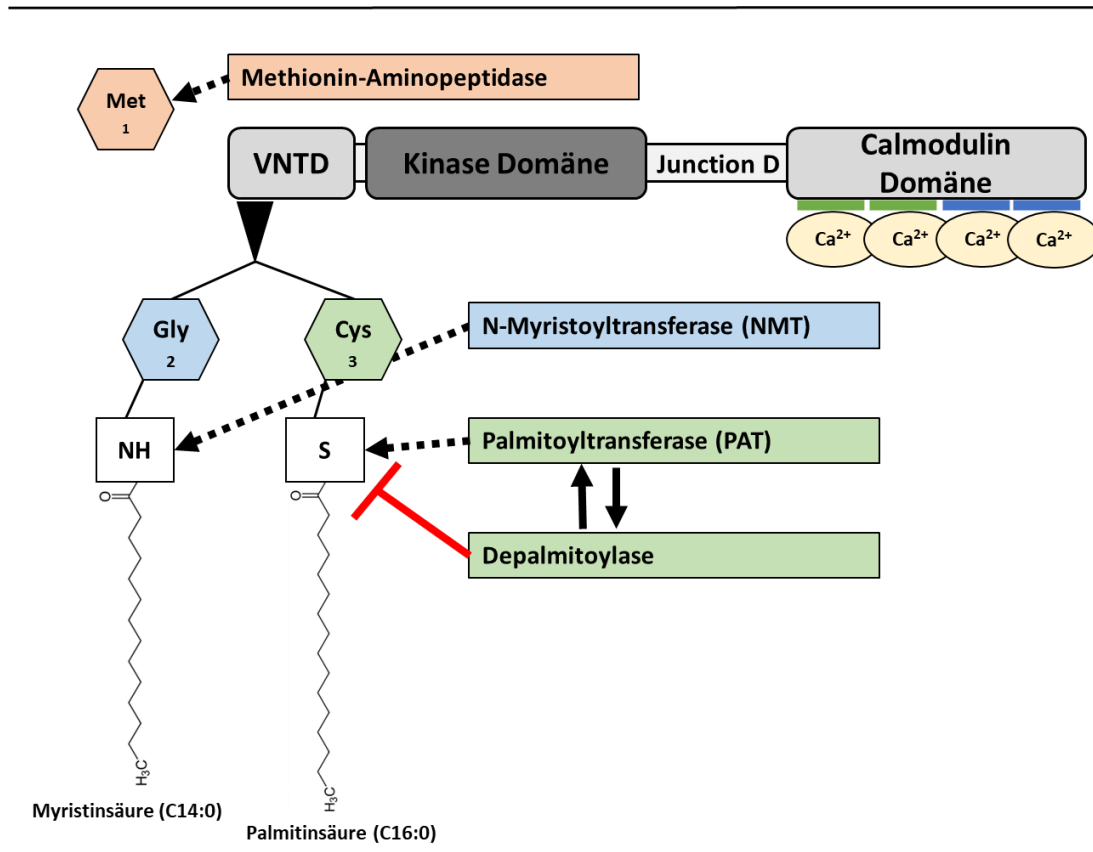 Methionin-Aminopeptidase
Met
1
VNTD
Kinase Domäne
Junction D
Calmodulin
Domäne
Ca²⁺
Ca²⁺
Ca²⁺
Ca²⁺
Gly
2
Cys
3
N-Myristoyltransferase (NMT)
NH
S
Palmitoyltransferase (PAT)
O
O
Depalmitoylase
H₃C
H₃C
Myristinsäure (C14:0)
Palmitinsäure (C16:0)